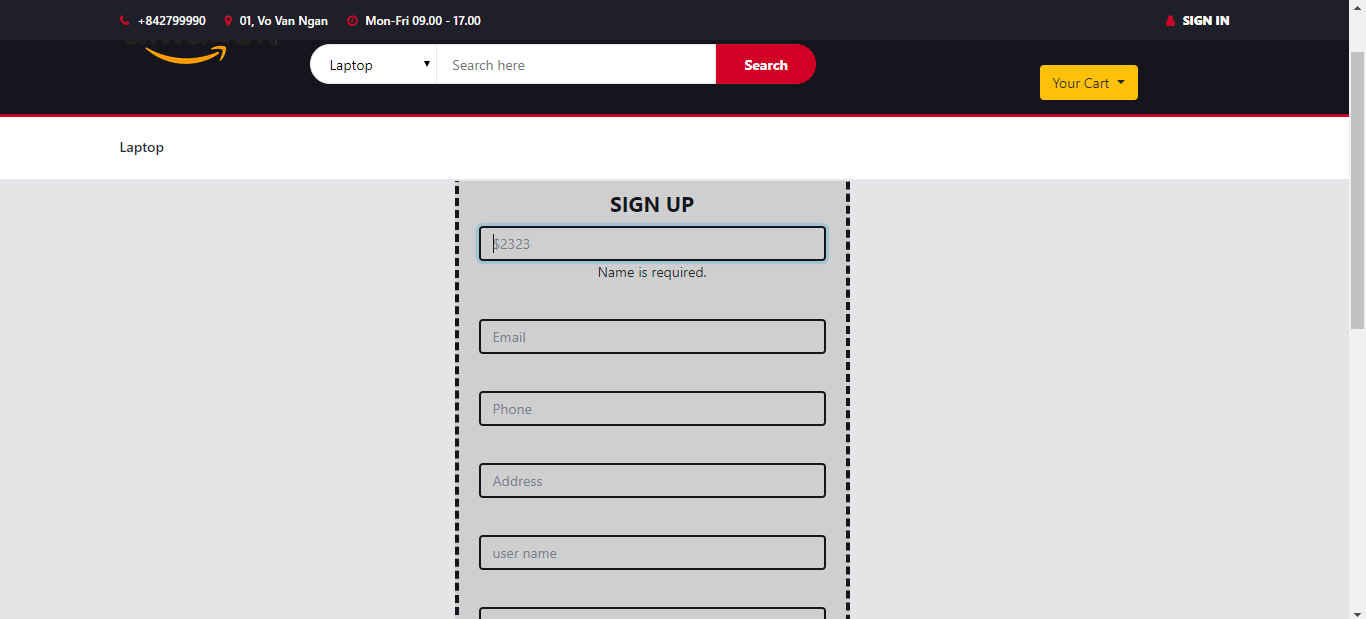 +842799990 01, Vo Van Ngan Mon-Fri 09.00 - 17.00 SIGN IN
Laptop Search here Search
Your Cart
Laptop
SIGN UP
$2323
Name is required.
Email
Phone
Address
user name